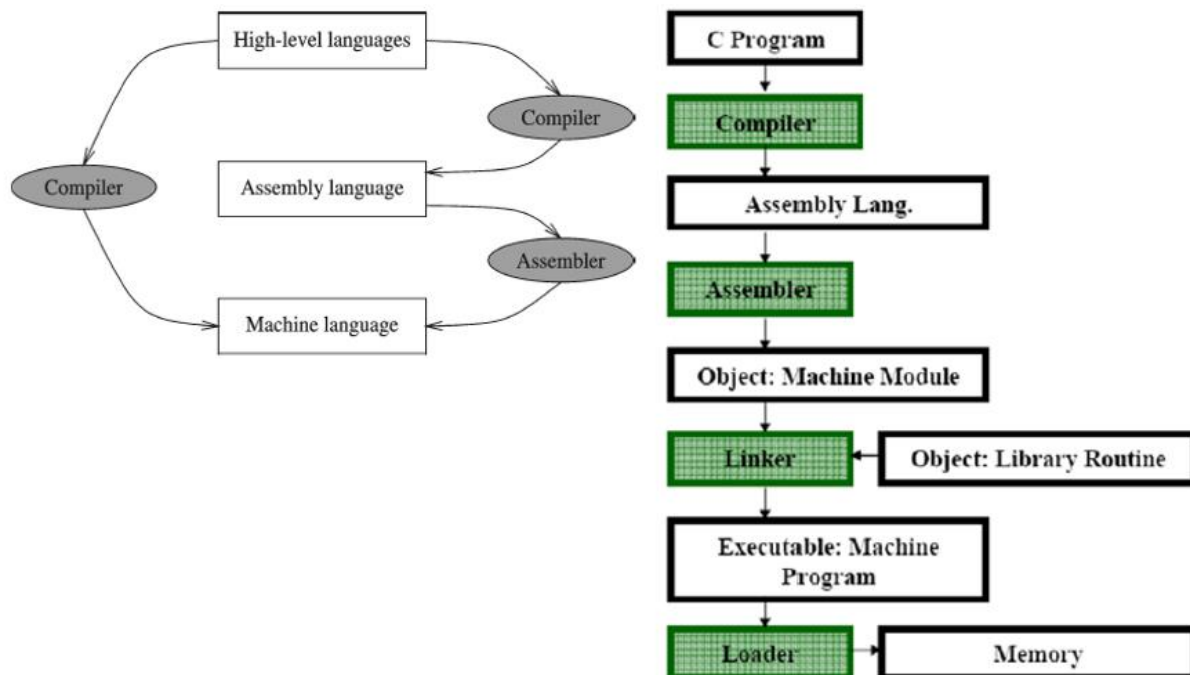 High-level languages
Compiler
Compiler
Assembly language
Assembler
Machine language
C Program
Compiler
Assembly Lang.
Assembler
Object: Machine Module
Linker
Object: Library Routine
Executable: Machine
Program
Loader
Memory